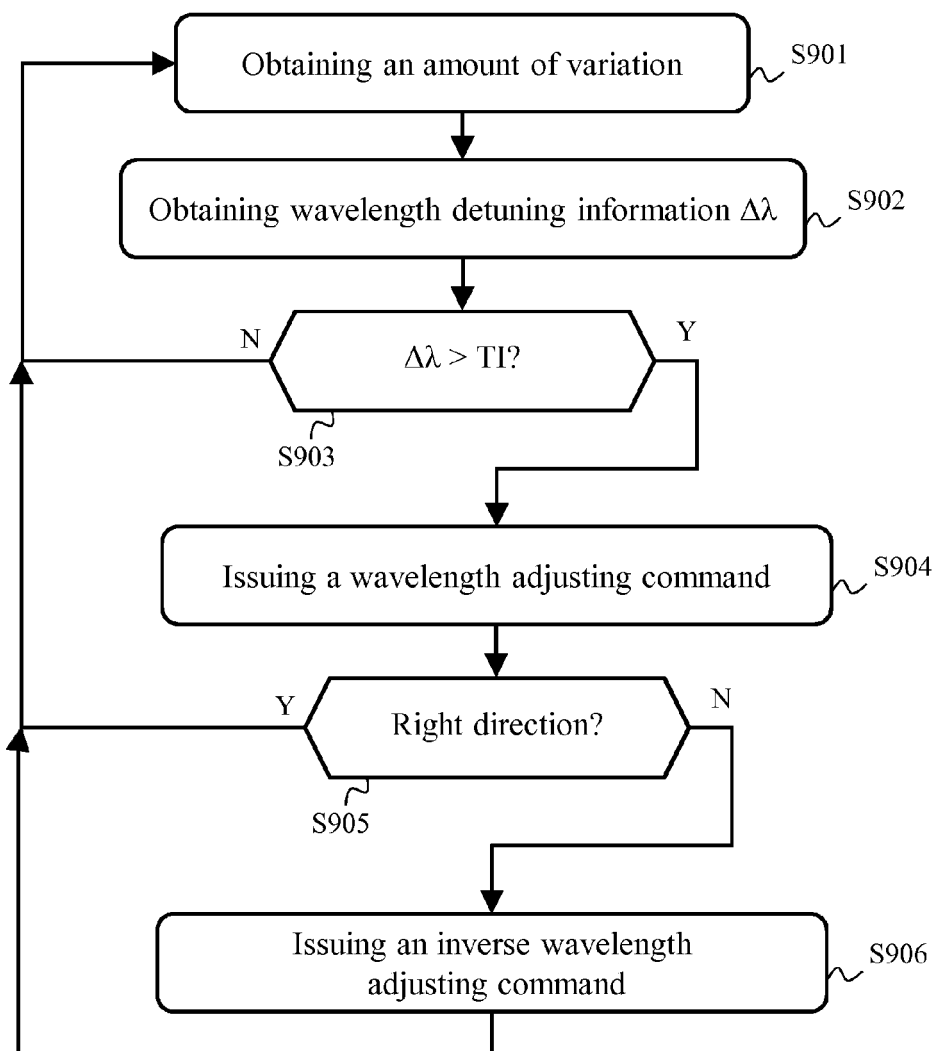 Obtaining an amount of variation
S901
Obtaining wavelength detuning information Δλ
S902
N
Δλ > TI?
Y
S903
Issuing a wavelength adjusting command
S904
Y
Right direction?
N
S905
Issuing an inverse wavelength
adjusting command
S906